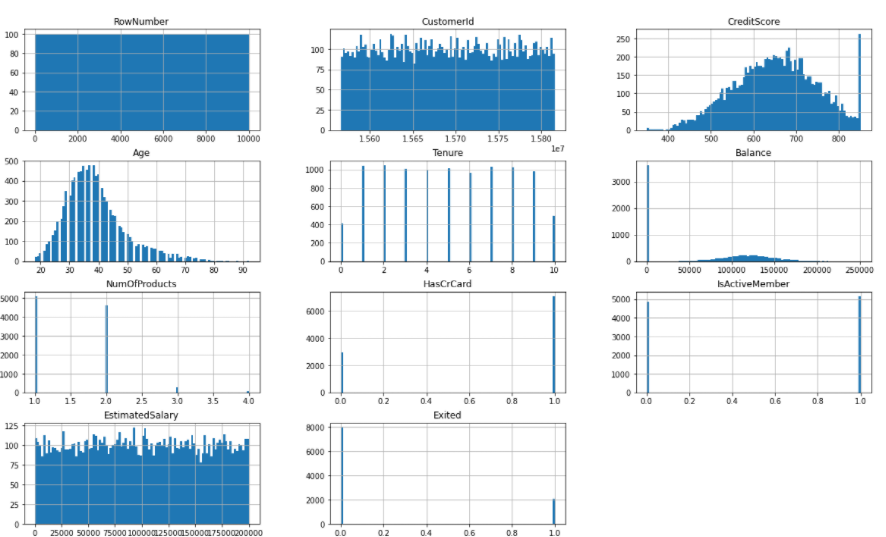 RowNumber
100
80
60
40
20
0
0 2000 4000 6000 8000 10000
CustomerId
100
75
50
25
0
1.560 1.565 1.570 1.575 1.580
1e7
CreditScore
250
200
150
100
50
0
400 500 600 700 800
Age
500
400
300
200
100
0
20 30 40 50 60 70 80 90
Tenure
1000
800
600
400
200
0
0 2 4 6 8 10
Balance
3000
2000
1000
0
0 50000 100000 150000 200000 250000
NumOfProducts
5000
4000
3000
2000
1000
0
1.0 1.5 2.0 2.5 3.0 3.5 4.0
HasCrCard
6000
4000
2000
0
0.0 0.2 0.4 0.6 0.8 1.0
IsActiveMember
5000
4000
3000
2000
1000
0
0.0 0.2 0.4 0.6 0.8 1.0
EstimatedSalary
125
100
75
50
25
0
0 25000 50000 75000 100000 125000 150000 175000 200000
Exited
8000
6000
4000
2000
0
0.0 0.2 0.4 0.6 0.8 1.0